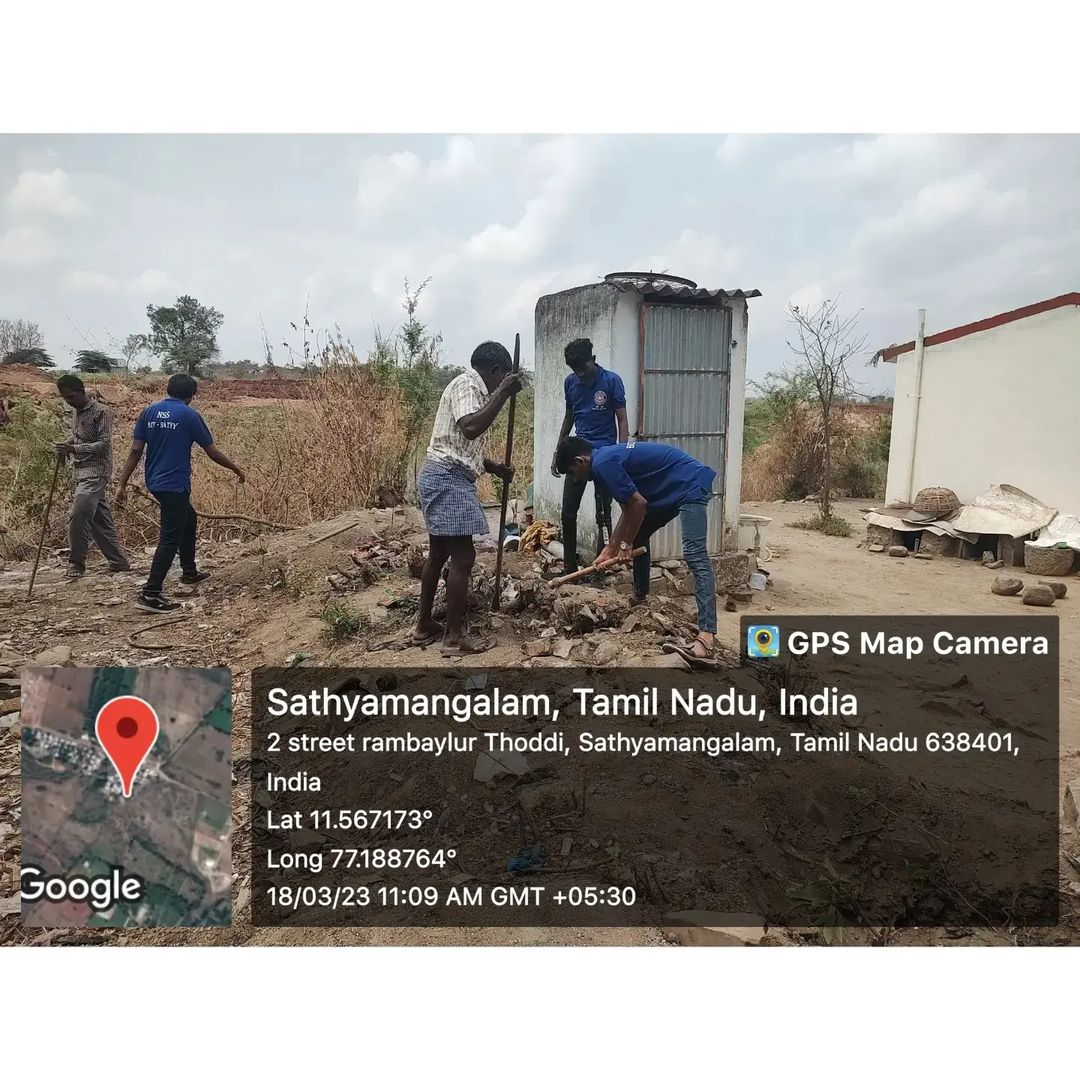 NSS
GPS Map Camera
Sathyamangalam, Tamil Nadu, India
2 street rambaylur Thoddi, Sathyamangalam, Tamil Nadu 638401,
India
Lat 11.567173°
Long 77.188764°
18/03/23 11:09 AM GMT +05:30
Google